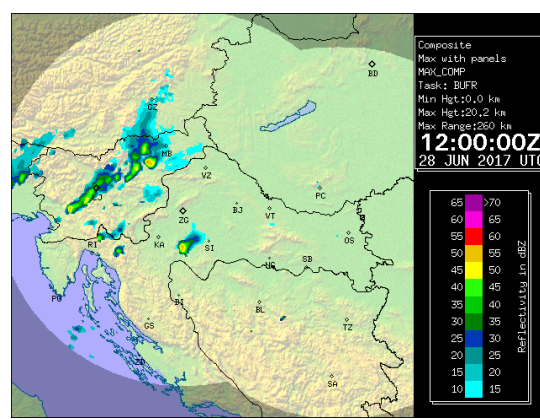 Composite
Max with panels
MAX_COMP
Task: BUFR
Min Hgt:0.0 km
Max Hgt:20.2 km
Max Range:260 km
12:00:00Z
28 JUN 2017 UTC
BD
GZ
MB
VZ
LJ
PC
BJ
VT
ZG
OS
RI
KA
SI
SB
PU
BI
BL
GS
TZ
ZD
SA
65 >70
60 65
55 60
50 55
45 50
40 45
35 40
30 35
25 30
20 25
15 20
10 15
Reflectivity in dBZ